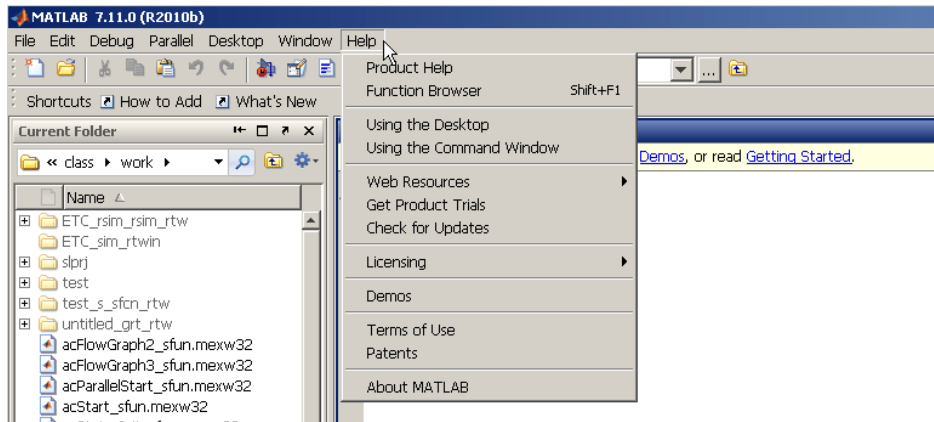 MATLAB 7.11.0 (R2010b)
File Edit Debug Parallel Desktop Window Help
Shortcuts How to Add What's New
Current Folder
« class work
Name
ETC_rsim_rsim_rtw
ETC_sim_rtwin
slprj
test
test_s_sfcn_rtw
untitled_grt_rtw
acFlowGraph2_sfun.mexw32
acFlowGraph3_sfun.mexw32
acParallelStart_sfun.mexw32
acStart_sfun.mexw32
Product Help
Function Browser Shift+F1
Using the Desktop
Using the Command Window
Web Resources
Get Product Trials
Check for Updates
Licensing
Demos
Terms of Use
Patents
About MATLAB
...
Demos, or read Getting Started.